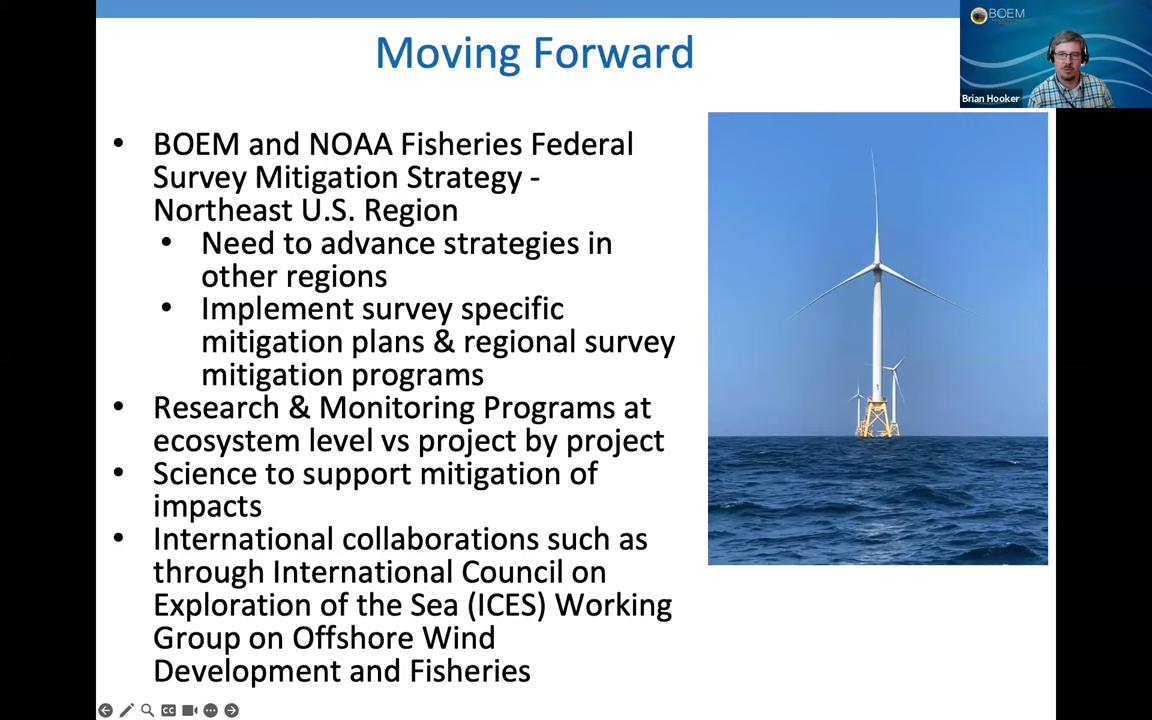 Moving Forward
BOEM
Brian Hooker
• BOEM and NOAA Fisheries Federal
Survey Mitigation Strategy -
Northeast U.S. Region
• Need to advance strategies in
other regions
• Implement survey specific
mitigation plans & regional survey
mitigation programs
• Research & Monitoring Programs at
ecosystem level vs project by project
• Science to support mitigation of
impacts
• International collaborations such as
through International Council on
Exploration of the Sea (ICES) Working
Group on Offshore Wind
Development and Fisheries
CC